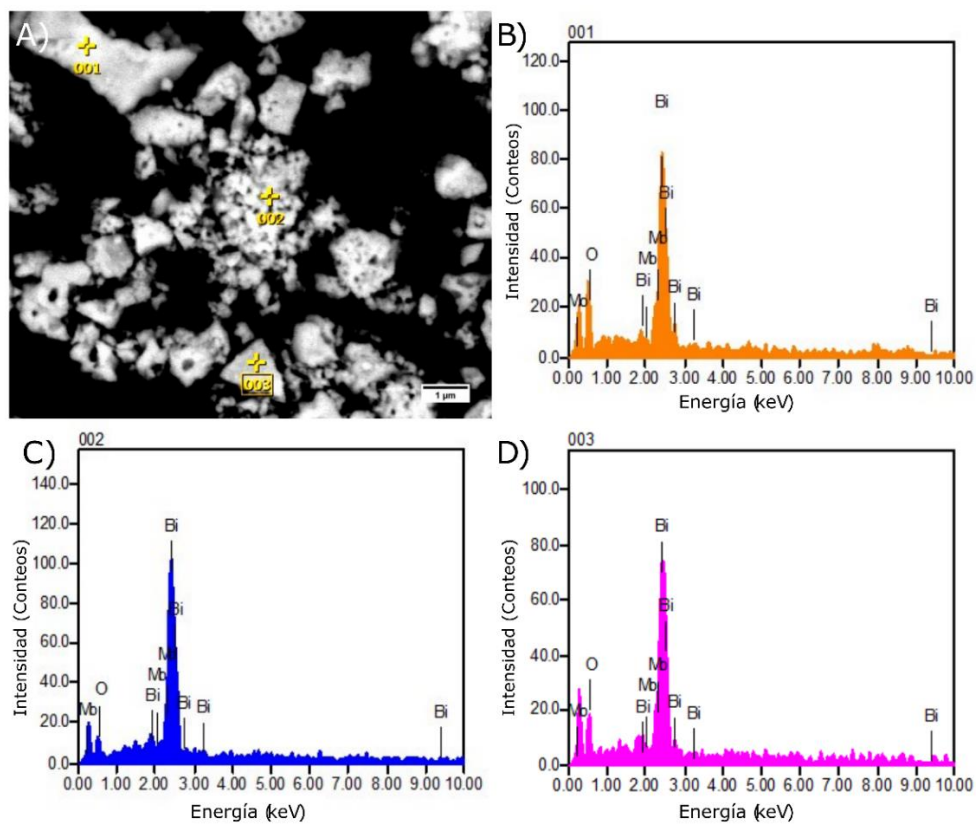 A)
001
002
003
1 µm
B)
001
Intensidad (Conteos)
120.0
100.0
80.0
60.0
40.0
20.0
0.0
Bi
Bi
Mo
Mo
O
Bi
Bi
Bi
Mo
Bi
0.00 1.00 2.00 3.00 4.00 5.00 6.00 7.00 8.00 9.00 10.00
Energía (keV)
C)
002
Intensidad (Conteos)
140.0
120.0
100.0
80.0
60.0
40.0
20.0
0.0
Bi
Bi
Mo
Mo
O
Bi
Bi
Bi
Mo
Bi
0.00 1.00 2.00 3.00 4.00 5.00 6.00 7.00 8.00 9.00 10.00
Energía (keV)
D)
003
Intensidad (Conteos)
100.0
80.0
60.0
40.0
20.0
0.0
Bi
Bi
Mo
Mo
O
Bi
Bi
Bi
Mo
Bi
0.00 1.00 2.00 3.00 4.00 5.00 6.00 7.00 8.00 9.00 10.00
Energía (keV)